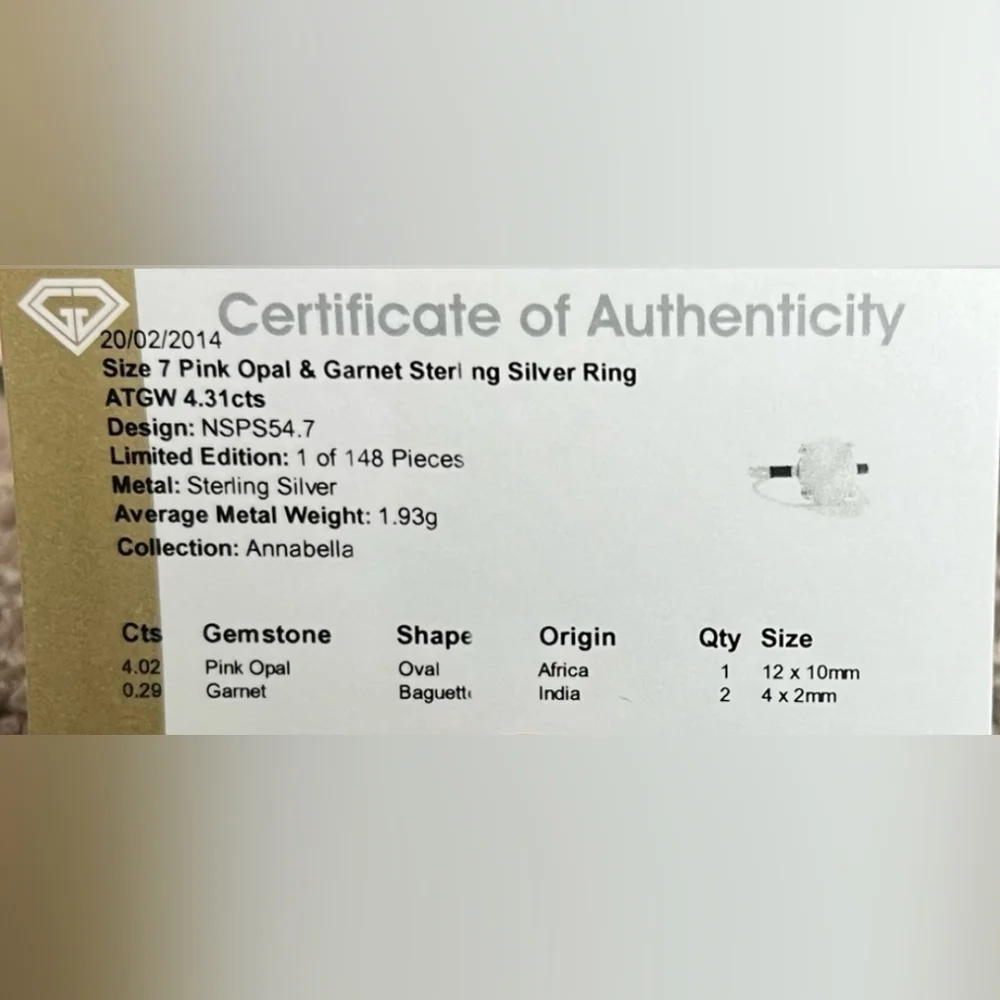 Certificate of Authenticity
20/02/2014
Size 7 Pink Opal & Garnet Sterl ng Silver Ring
ATGW 4.31cts
Design: NSPS54.7
Limited Edition: 1 of 148 Pieces
Metal: Sterling Silver
Average Metal Weight: 1.93g
Collection: Annabella
Cts Gemstone Shape Origin Qty Size
4.02 Pink Opal Oval Africa 1 12 x 10mm
0.29 Garnet Baguette India 2 4 x 2mm